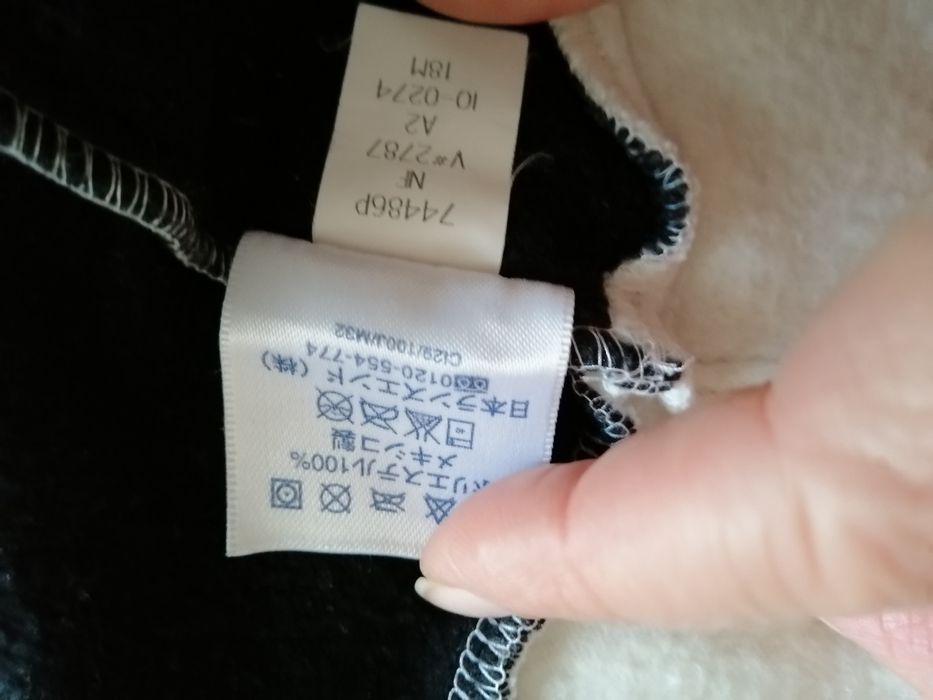 74486P
NF
V#2787
A2
10-0274
18M
リエステル100%
メキシコ製
40
日本ランズエンド(株)
0120-554-774
C129/100J/M32